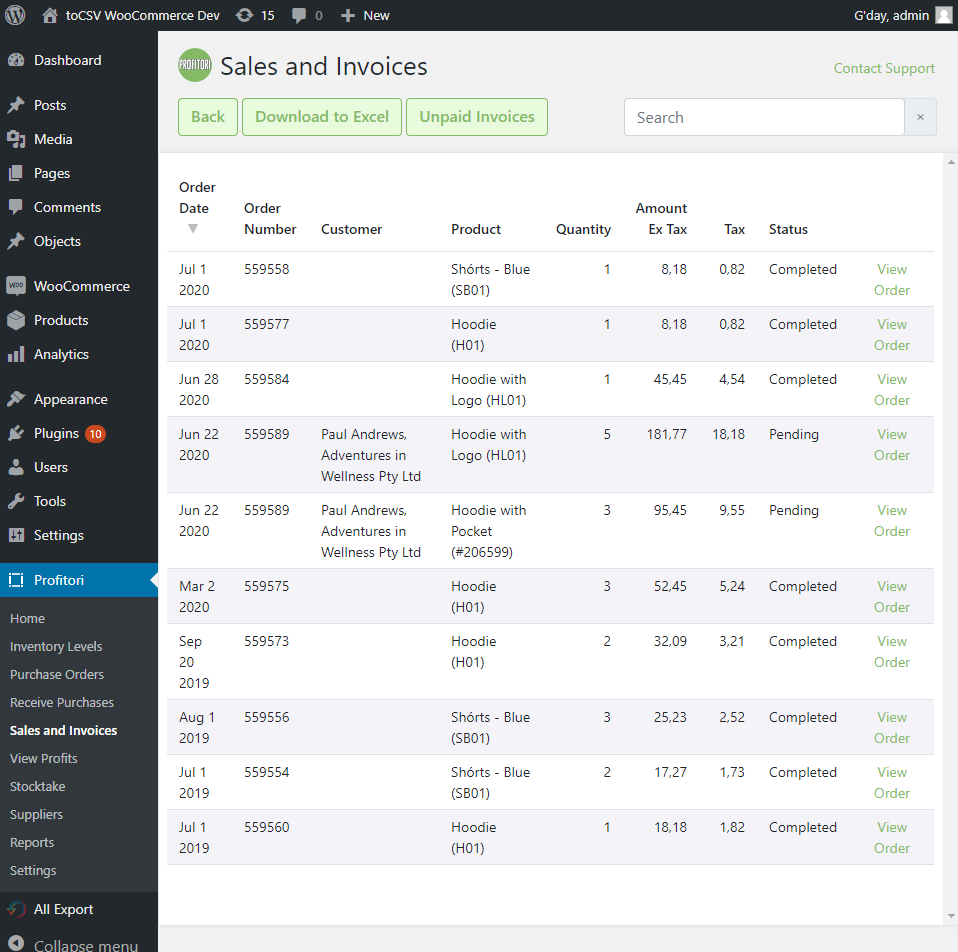 toCSV WooCommerce Dev 15 0 New G'day, admin
Dashboard
Posts
Media
Pages
Comments
Objects
WOO WooCommerce
Products
Analytics
Appearance
Plugins 10
Users
Tools
Settings
Profitori
Home
Inventory Levels
Purchase Orders
Receive Purchases
Sales and Invoices
View Profits
Stocktake
Suppliers
Reports
Settings
All Export
Collapse menu
PROFITORI Sales and Invoices
Contact Support
Back Download to Excel Unpaid Invoices Search ×
Order
Date Order Amount
▼ Number Customer Product Quantity Ex Tax Tax Status
Jul 1 559558 Shórts - Blue 1 8,18 0,82 Completed View
2020 (SB01) Order
Jul 1 559577 Hoodie 1 8,18 0,82 Completed View
2020 (H01) Order
Jun 28 559584 Hoodie with 1 45,45 4,54 Completed View
2020 Logo (HL01) Order
Jun 22 559589 Paul Andrews, Hoodie with 5 181,77 18,18 Pending View
2020 Adventures in Logo (HL01) Order
Wellness Pty Ltd
Jun 22 559589 Paul Andrews, Hoodie with 3 95,45 9,55 Pending View
2020 Adventures in Pocket Order
Wellness Pty Ltd (#206599)
Mar 2 559575 Hoodie 3 52,45 5,24 Completed View
2020 (H01) Order
Sep 559573 Hoodie 2 32,09 3,21 Completed View
20 (H01) Order
2019
Aug 1 559556 Shórts - Blue 3 25,23 2,52 Completed View
2019 (SB01) Order
Jul 1 559554 Shórts - Blue 2 17,27 1,73 Completed View
2019 (SB01) Order
Jul 1 559560 Hoodie 1 18,18 1,82 Completed View
2019 (H01) Order